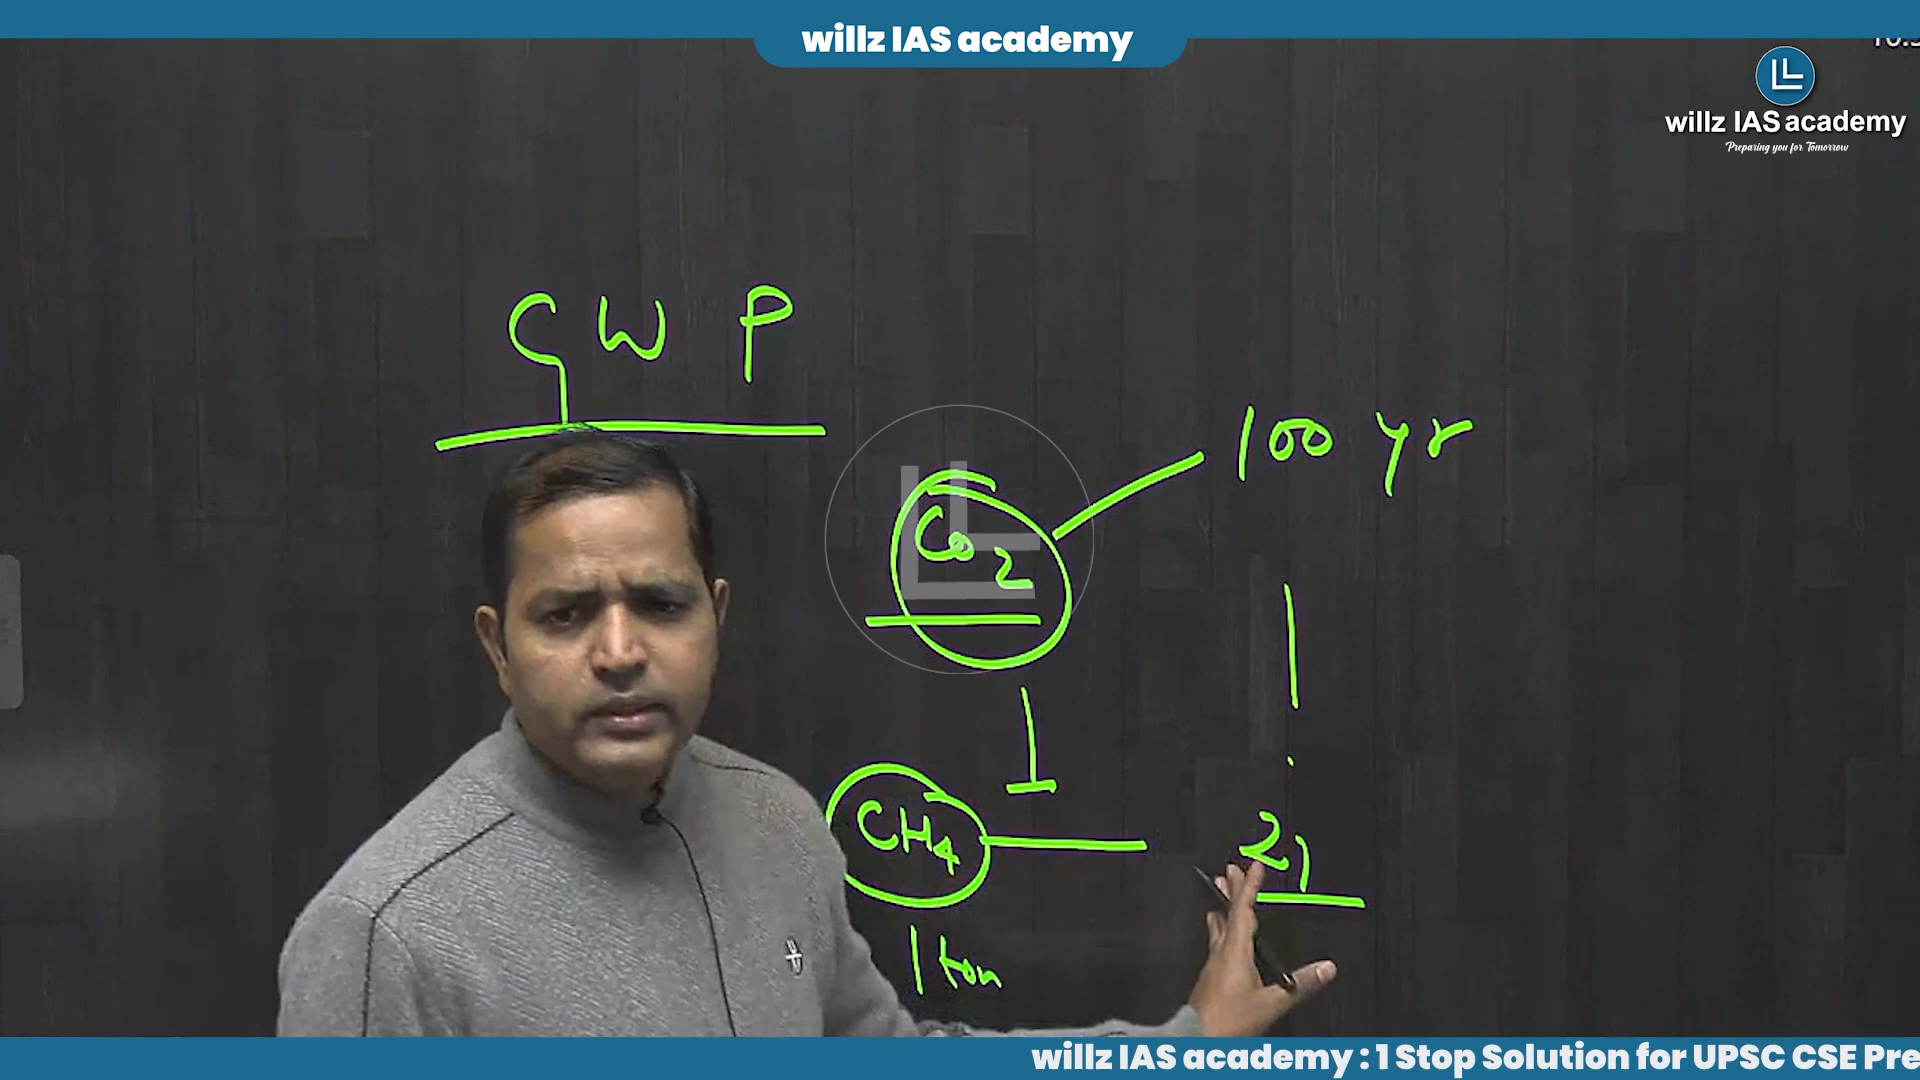 willz IAS academy
willz IAS academy
Preparing you for Tomorrow
G W P
100 yr
CO2
1
1
CH4
21
1 ton
willz IAS academy : 1 Stop Solution for UPSC CSE Pre